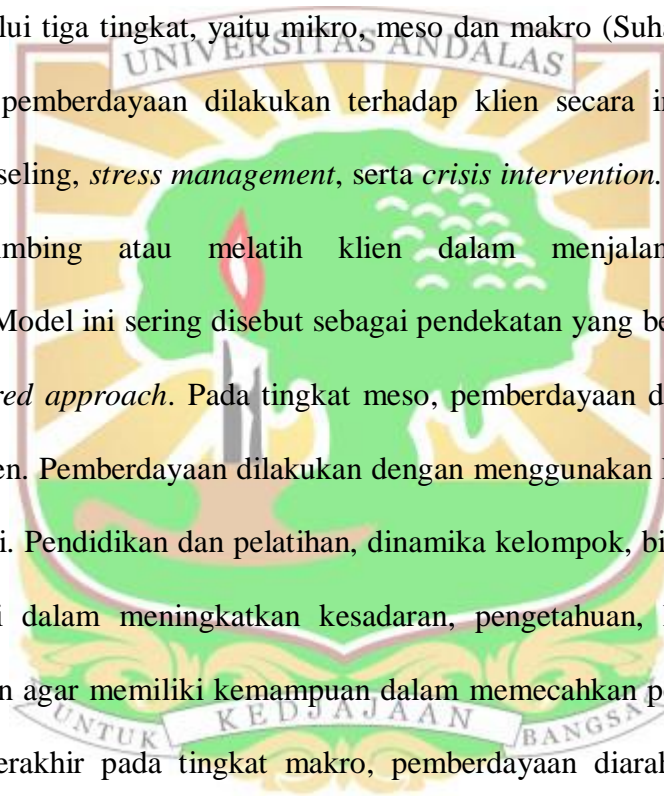 lui tiga tingkat, yaitu mikro, meso dan makro (Suha
UNIVERSITAS ANDALAS
pemberdayaan dilakukan terhadap klien secara i
seling, stress management, serta crisis intervention.
mbing atau melatih klien dalam menjalan
Model ini sering disebut sebagai pendekatan yang be
red approach. Pada tingkat meso, pemberdayaan d
en. Pemberdayaan dilakukan dengan menggunakan
i. Pendidikan dan pelatihan, dinamika kelompok, bi
i dalam meningkatkan kesadaran, pengetahuan,
n agar memiliki kemampuan dalam memecahkan p
UNTUK KEDJAJAAN BANGSA
erakhir pada tingkat makro, pemberdayaan diarah